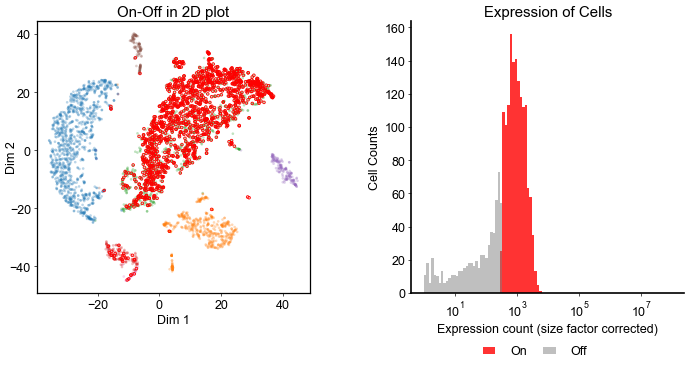 On-Off in 2D plot
40
20
0
−20
−40
−20
0
20
40
Dim 2
Dim 1
Expression of Cells
160
140
120
100
80
60
40
20
0
10^1
10^3
10^5
10^7
Cell Counts
Expression count (size factor corrected)
On
Off